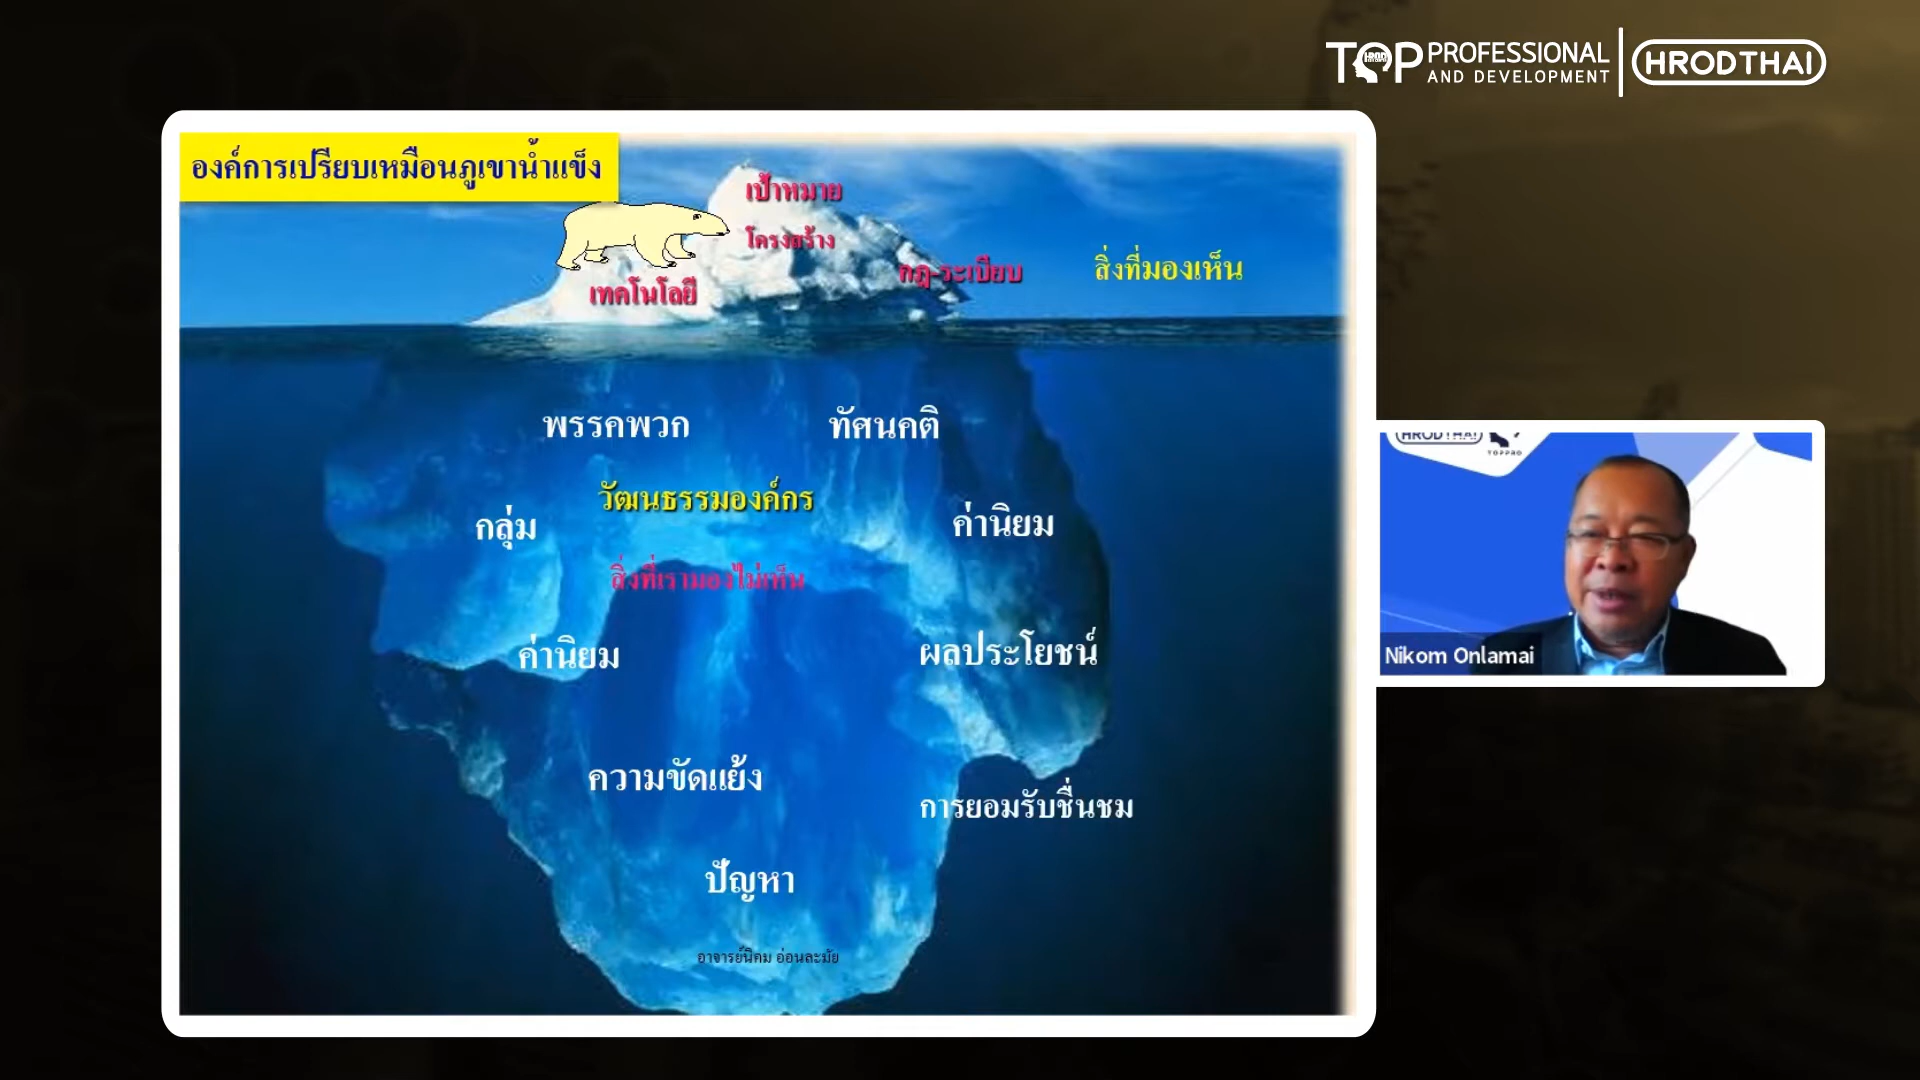 TOP PROFESSIONAL
AND DEVELOPMENT
HRODTHAI
องค์การเปรียบเหมือนภูเขาน้ำแข็ง
เป้าหมาย
โครงสร้าง
กฎ-ระเบียบ
สิ่งที่มองเห็น
เทคโนโลยี
พรรคพวก
ทัศนคติ
วัฒนธรรมองค์กร
กลุ่ม
ค่านิยม
สิ่งที่เรามองไม่เห็น
ค่านิยม
ผลประโยชน์
ความขัดแย้ง
การยอมรับชื่นชม
ปัญหา
อาจารย์นิคม อ่อนละมัย
HRODTHAI
TOPPRO
Nikom Onlamai